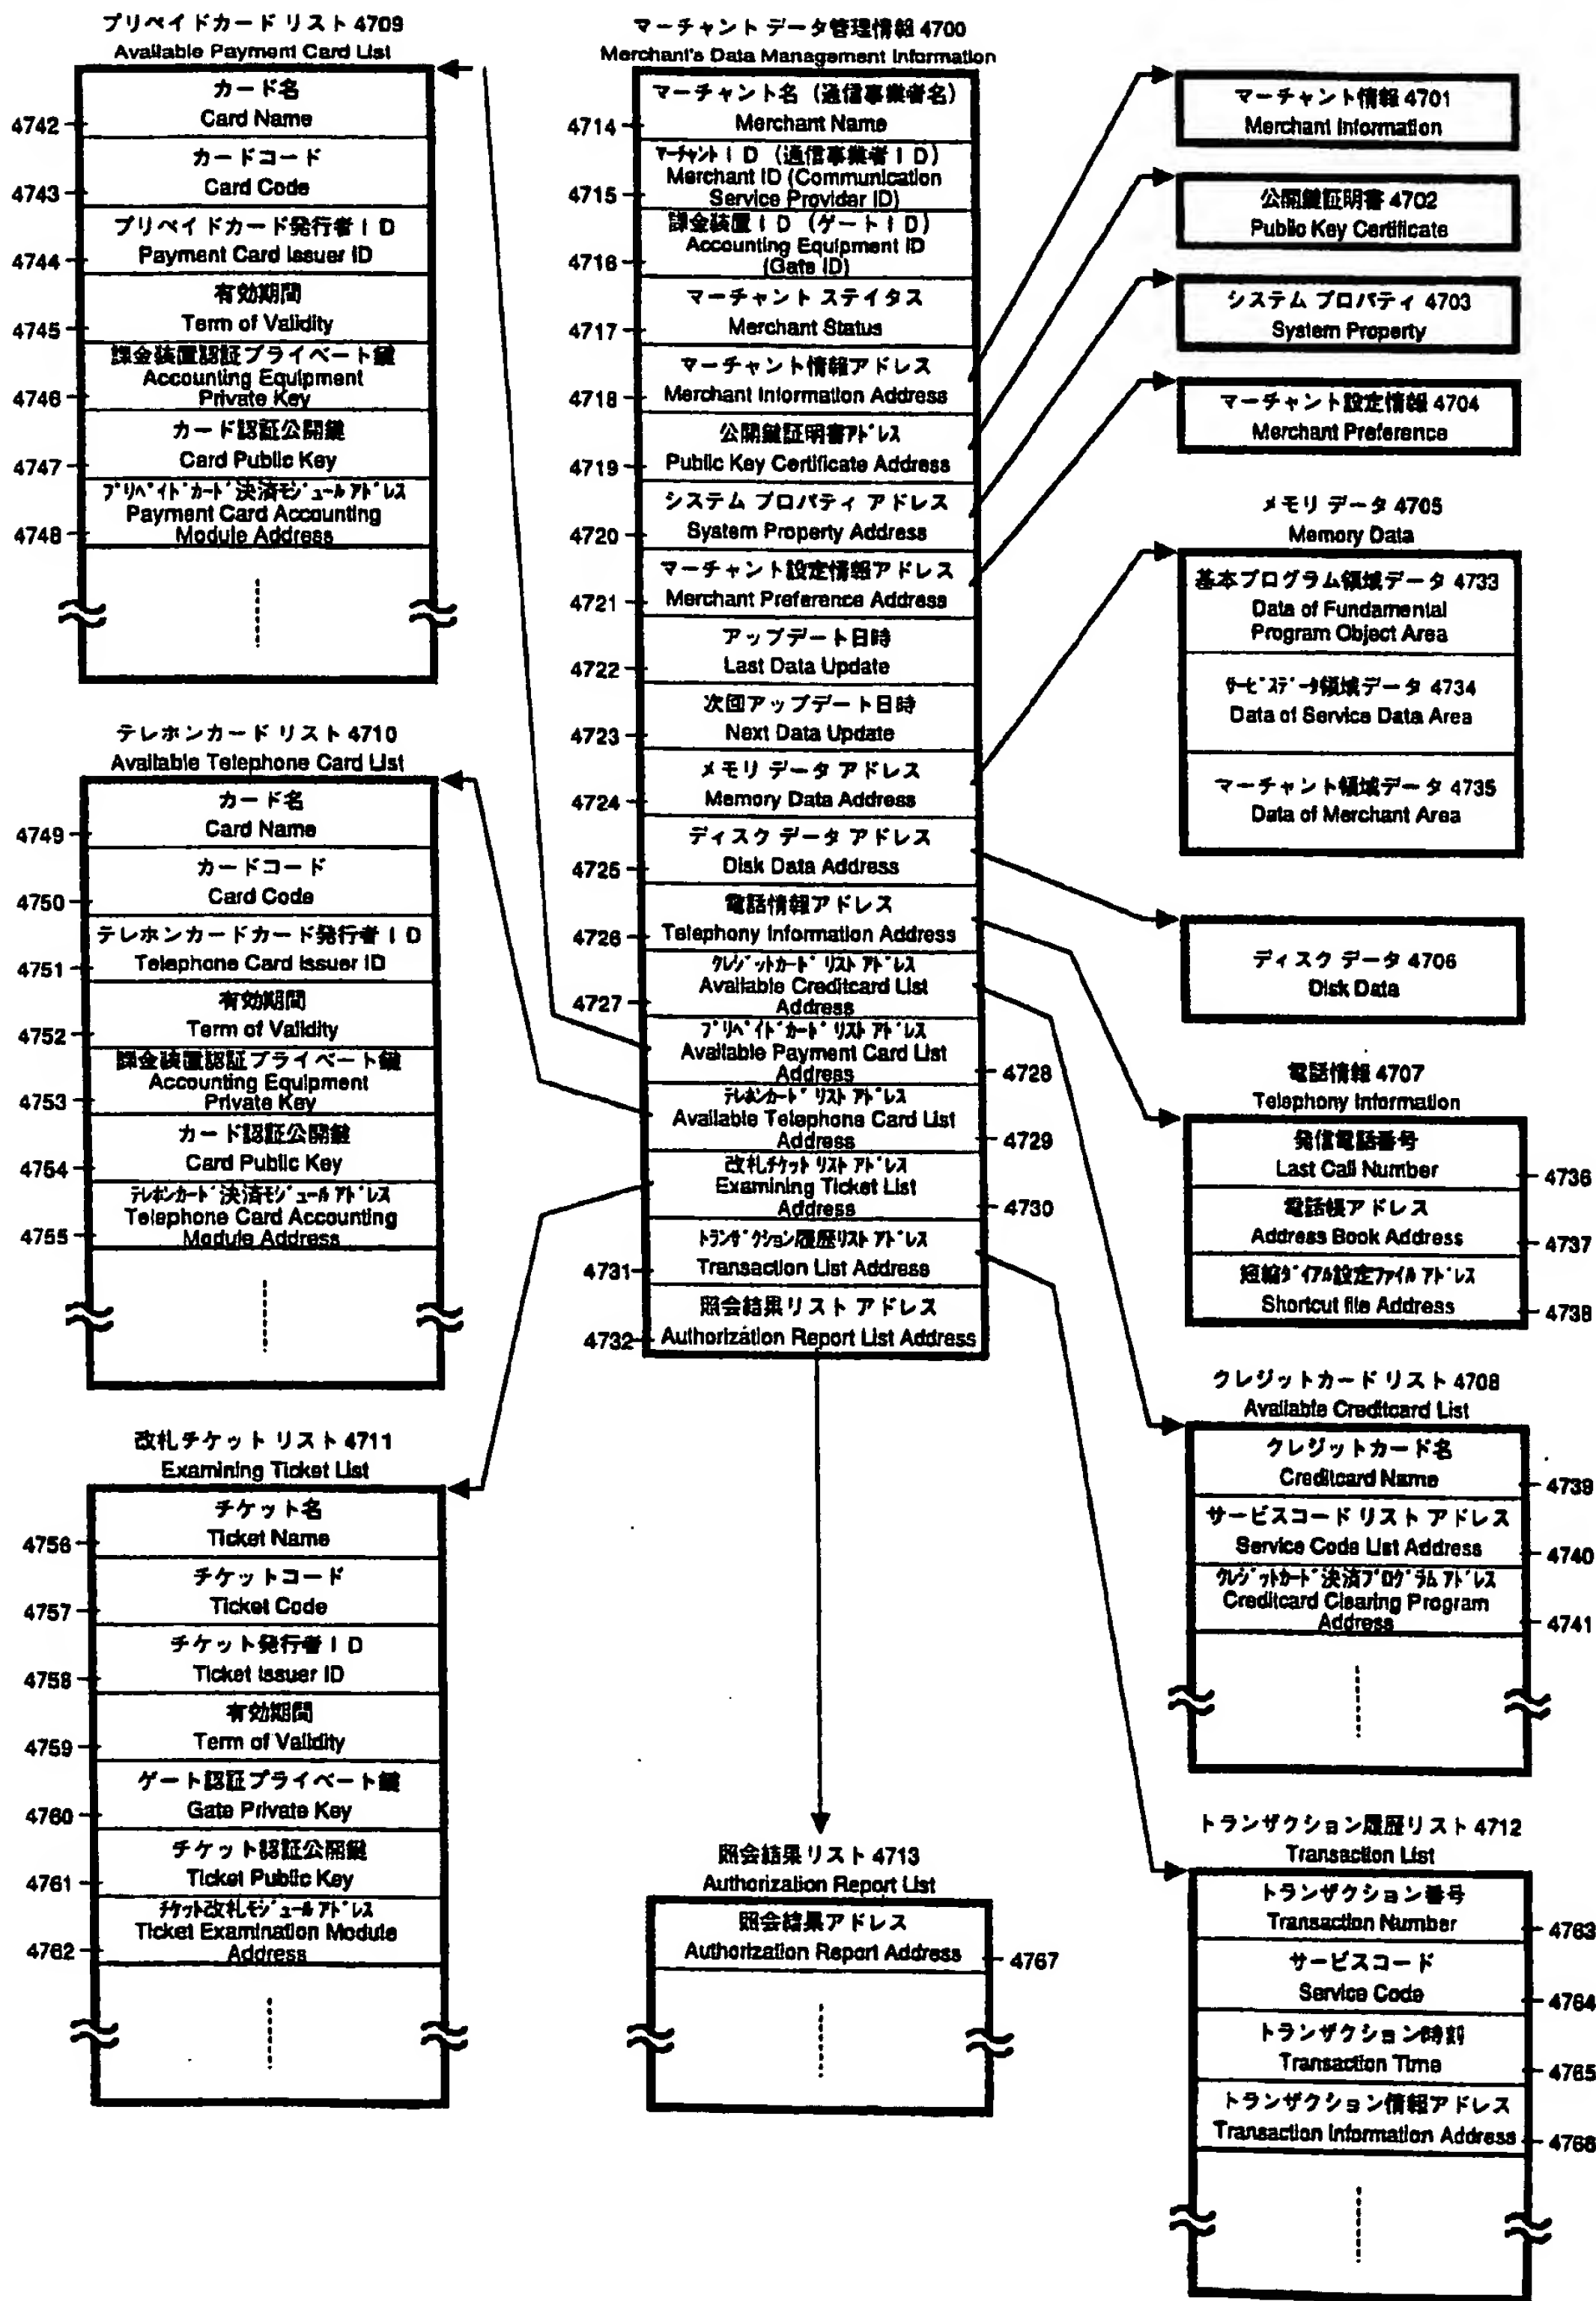 プリペイドカード リスト 4709
Available Payment Card List
カード名
Card Name
4742
カードコード
Card Code
4743
プリペイドカード発行者ＩＤ
Payment Card Issuer ID
4744
有効期間
Term of Validity
4745
課金装置認証プライベート鍵
Accounting Equipment
Private Key
4746
カード認証公開鍵
Card Public Key
4747
プリペイドカード決済モジュールアドレス
Payment Card Accounting
Module Address
4748
テレホンカード リスト 4710
Available Telephone Card List
カード名
Card Name
4749
カードコード
Card Code
4750
テレホンカードカード発行者ＩＤ
Telephone Card Issuer ID
4751
有効期間
Term of Validity
4752
課金装置認証プライベート鍵
Accounting Equipment
Private Key
4753
カード認証公開鍵
Card Public Key
4754
テレホンカード決済モジュールアドレス
Telephone Card Accounting
Module Address
4755
改札チケット リスト 4711
Examining Ticket List
チケット名
Ticket Name
4756
チケットコード
Ticket Code
4757
チケット発行者ＩＤ
Ticket Issuer ID
4758
有効期間
Term of Validity
4759
ゲート認証プライベート鍵
Gate Private Key
4760
チケット認証公開鍵
Ticket Public Key
4761
チケット改札モジュールアドレス
Ticket Examination Module
Address
4762
マーチャント データ管理情報 4700
Merchant's Data Management Information
マーチャント名（通信事業者名）
Merchant Name
4714
マーチャントＩＤ（通信事業者ＩＤ）
Merchant ID (Communication
Service Provider ID)
4715
課金装置ＩＤ（ゲートＩＤ）
Accounting Equipment ID
(Gate ID)
4716
マーチャント ステイタス
Merchant Status
4717
マーチャント情報アドレス
Merchant Information Address
4718
公開鍵証明書アドレス
Public Key Certificate Address
4719
システム プロパティ アドレス
System Property Address
4720
マーチャント設定情報アドレス
Merchant Preference Address
4721
アップデート日時
Last Data Update
4722
次回アップデート日時
Next Data Update
4723
メモリ データ アドレス
Memory Data Address
4724
ディスク データ アドレス
Disk Data Address
4725
電話情報アドレス
Telephony Information Address
4726
クレジットカード リスト アドレス
Available Creditcard List
Address
4727
プリペイドカード リスト アドレス
Available Payment Card List
Address
4728
テレホンカード リスト アドレス
Available Telephone Card List
Address
4729
改札チケット リスト アドレス
Examining Ticket List
Address
4730
トランザクション履歴リスト アドレス
Transaction List Address
4731
照会結果リスト アドレス
Authorization Report List Address
4732
照会結果リスト 4713
Authorization Report List
照会結果アドレス
Authorization Report Address
4767
マーチャント情報 4701
Merchant Information
公開鍵証明書 4702
Public Key Certificate
システム プロパティ 4703
System Property
マーチャント設定情報 4704
Merchant Preference
メモリ データ 4705
Memory Data
基本プログラム領域データ 4733
Data of Fundamental
Program Object Area
サービスデータ領域データ 4734
Data of Service Data Area
マーチャント領域データ 4735
Data of Merchant Area
ディスク データ 4706
Disk Data
電話情報 4707
Telephony Information
発信電話番号
Last Call Number
4736
電話帳アドレス
Address Book Address
4737
短縮ダイアル設定ファイル アドレス
Shortcut file Address
4738
クレジットカード リスト 4708
Available Creditcard List
クレジットカード名
Creditcard Name
4739
サービスコード リスト アドレス
Service Code List Address
4740
クレジットカード決済プログラム アドレス
Creditcard Clearing Program
Address
4741
トランザクション履歴リスト 4712
Transaction List
トランザクション番号
Transaction Number
4763
サービスコード
Service Code
4764
トランザクション時刻
Transaction Time
4765
トランザクション情報アドレス
Transaction Information Address
4766